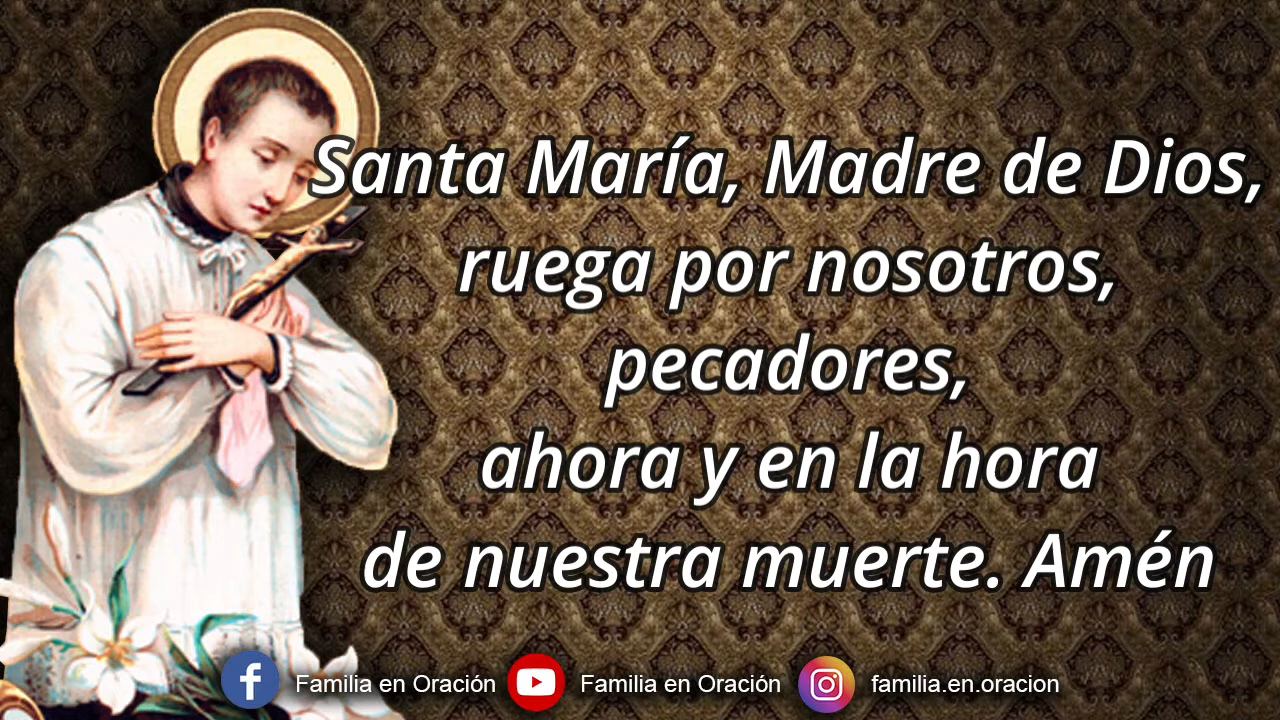 Santa María, Madre de Dios,
ruega por nosotros,
pecadores,
ahora y en la hora
de nuestra muerte. Amén
Familia en Oración Familia en Oración familia.en.oracion